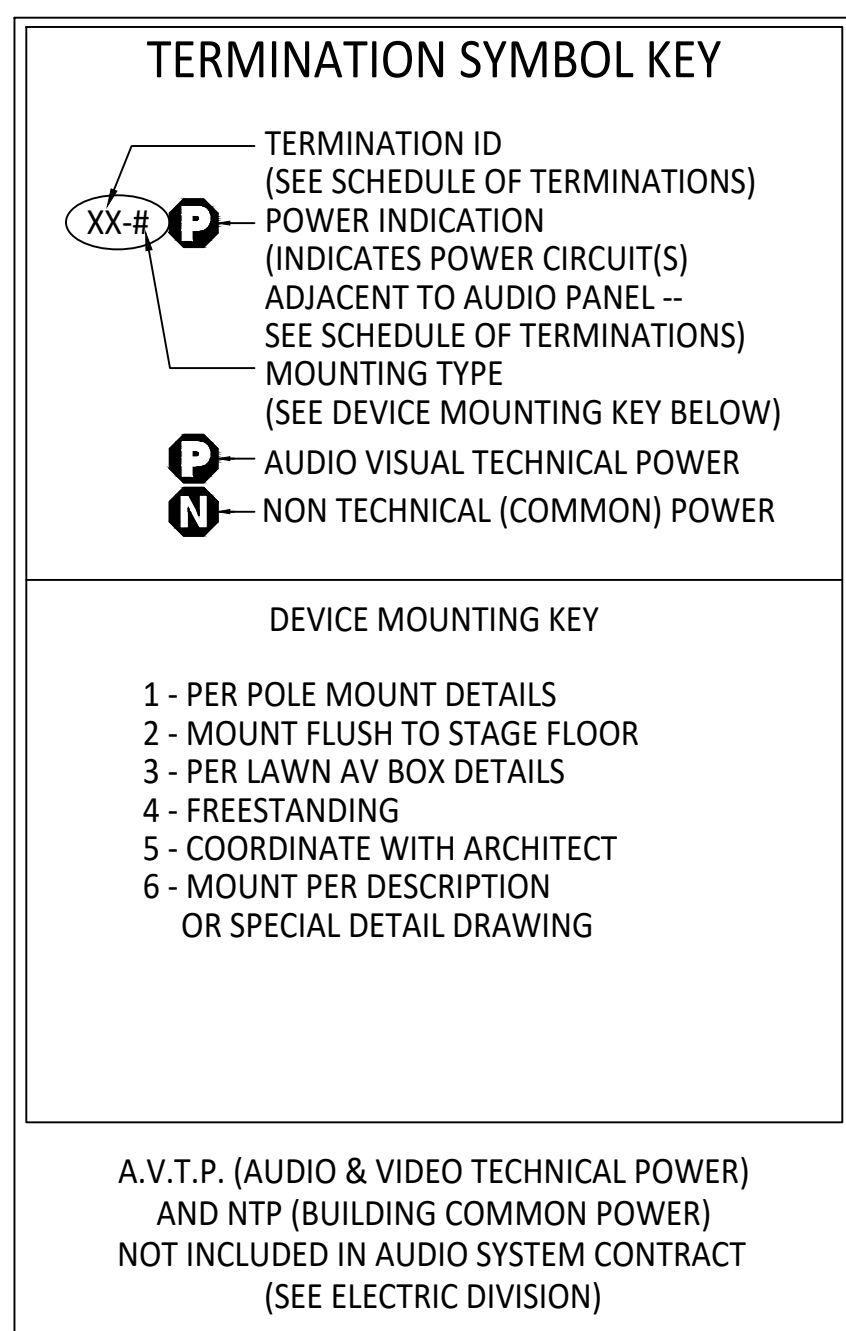 TERMINATION SYMBOL KEY
TERMINATION ID
(SEE SCHEDULE OF TERMINATIONS)
XX-# P POWER INDICATION
(INDICATES POWER CIRCUIT(S)
ADJACENT TO AUDIO PANEL --
SEE SCHEDULE OF TERMINATIONS)
MOUNTING TYPE
(SEE DEVICE MOUNTING KEY BELOW)
P AUDIO VISUAL TECHNICAL POWER
N NON TECHNICAL (COMMON) POWER
DEVICE MOUNTING KEY
1 - PER POLE MOUNT DETAILS
2 - MOUNT FLUSH TO STAGE FLOOR
3 - PER LAWN AV BOX DETAILS
4 - FREESTANDING
5 - COORDINATE WITH ARCHITECT
6 - MOUNT PER DESCRIPTION
OR SPECIAL DETAIL DRAWING
A.V.T.P. (AUDIO & VIDEO TECHNICAL POWER)
AND NTP (BUILDING COMMON POWER)
NOT INCLUDED IN AUDIO SYSTEM CONTRACT
(SEE ELECTRIC DIVISION)